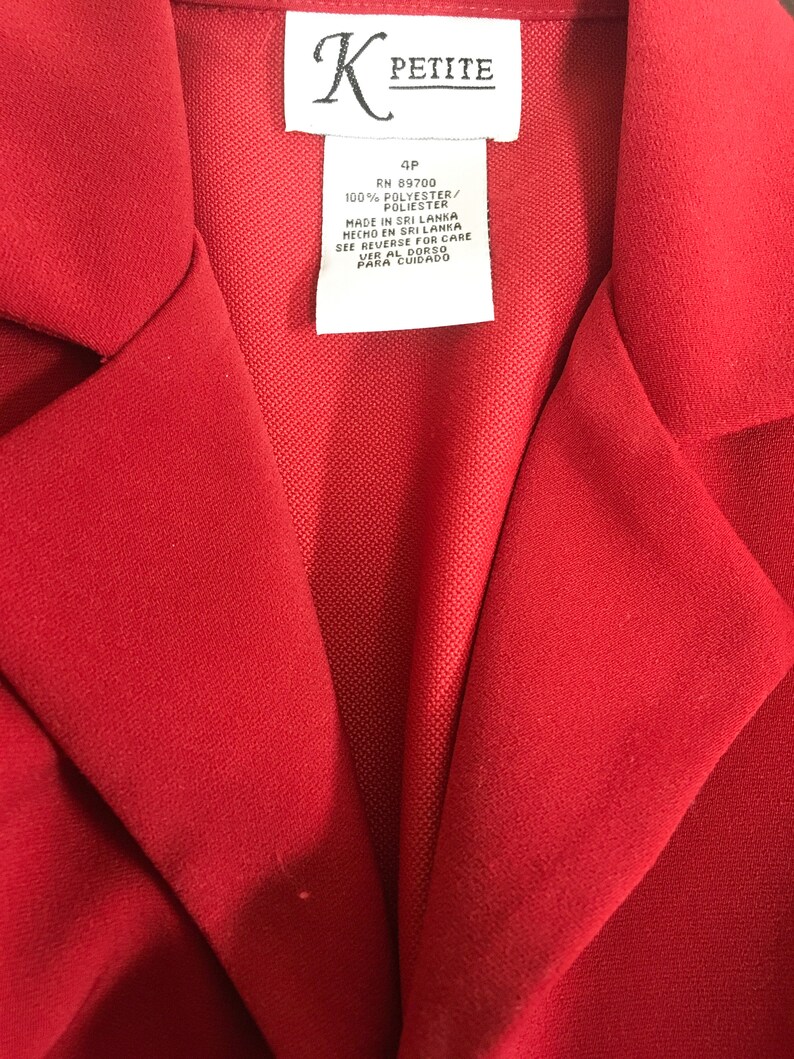 K PETITE
4P
RN 89700
100% POLYESTER/
POLIESTER
MADE IN SRI LANKA
HECHO EN SRI LANKA
SEE REVERSE FOR CARE
VER AL DORSO
PARA CUIDADO